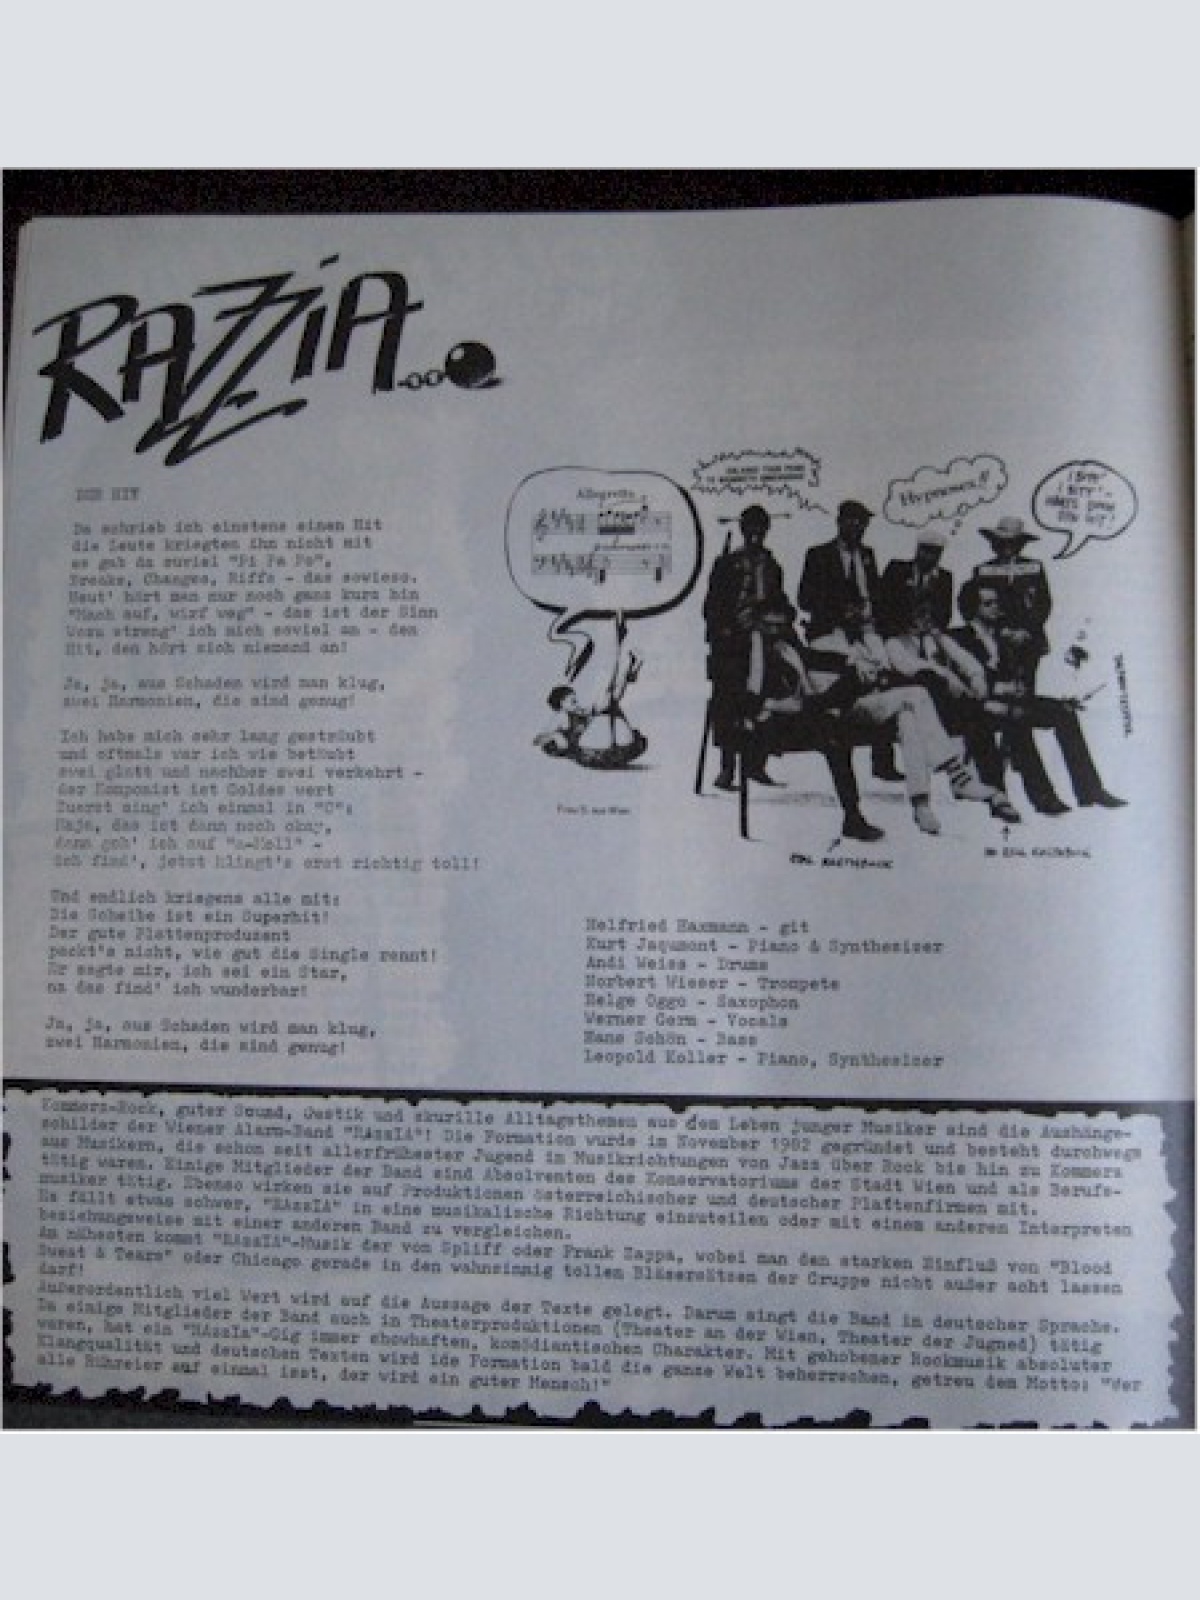 RAZZIA...
DER HIT
Da schrieb ich einstens einen Hit
die Leute kriegten ihn nicht mit
es gab da zuviel "Pi Pa Po",
Breaks, Changes, Riffs - das sowieso.
Heut' hört man nur noch ganz kurz hin
"Mach auf, wirf weg" - das ist der Sinn
Wozu streng' ich mich soviel an - den
Hit, den hört sich niemand an!
Ja, ja, aus Schaden wird man klug,
zwei Harmonien, die sind genug!
Ich habe mich sehr lang gesträubt
und oftmals war ich wie betäubt
zwei glatt und nachher zwei verkehrt -
der Komponist ist Goldes wert
Zuerst sing' ich einmal in "C":
Naja, das ist dann noch okay,
dann geh' ich auf "a-Moll" -
ich find', jetzt klingt's erst richtig toll!
Und endlich kriegens alle mit:
Die Scheibe ist ein Superhit!
Der gute Plattenproduzent
packt's nicht, wie gut die Single rennt!
Er sagte mir, ich sei ein Star,
na das find' ich wunderbar!
Ja, ja, aus Schaden wird man klug,
zwei Harmonien, die sind genug!
Allegretto
Hypnoses!!
Helfried Haxmann - git
Kurt Jaqumont - Piano & Synthesizer
Andi Weiss - Drums
Norbert Wieser - Trompete
Helge Ogge - Saxophon
Werner Germ - Vocals
Hans Schön - Bass
Leopold Koller - Piano, Synthesizer
Kommerz-Rock, guter Sound, Gestik und skurille Alltagsthemen aus dem Leben junger Musiker sind die Aushänge-
schilder der Wiener Alarm-Band "RAzzIA"! Die Formation wurde im November 1982 gegründet und besteht durchwegs
aus Musikern, die schon seit allerfrühester Jugend in Musikrichtungen von Jazz über Rock bis hin zu Kommerz
tätig waren. Einige Mitglieder der Band sind Absolventen des Konservatoriums der Stadt Wien und als Berufs-
musiker tätig. Ebenso wirken sie auf Produktionen österreichischer und deutscher Plattenfirmen mit.
Es fällt etwas schwer, "RAzzIA" in eine musikalische Richtung einzuteilen oder mit einem anderen Interpreten
beziehungsweise mit einer anderen Band zu vergleichen.
Am nähesten kommt "RAzzIA"-Musik der von Spliff oder Frank Zappa, wobei man den starken Einfluß von "Blood
Sweat & Tears" oder Chicago gerade in den wahnsinnig tollen Bläsersätzen der Gruppe nicht außer acht lassen
darf!
Außerordentlich viel Wert wird auf die Aussage der Texte gelegt. Darum singt die Band in deutscher Sprache.
Da einige Mitglieder der Band auch in Theaterproduktionen (Theater an der Wien, Theater der Jugned) tätig
waren, hat ein "RAzzIa"-Gig immer showhaften, komödiantischen Charakter. Mit gehobener Rockmusik absoluter
Klangqualität und deutschen Texten wird ide Formation bald die ganze Welt beherrschen, getreu dem Motto: "der
alle Rühreier auf einmal isst, der wird ein guter Mensch!"